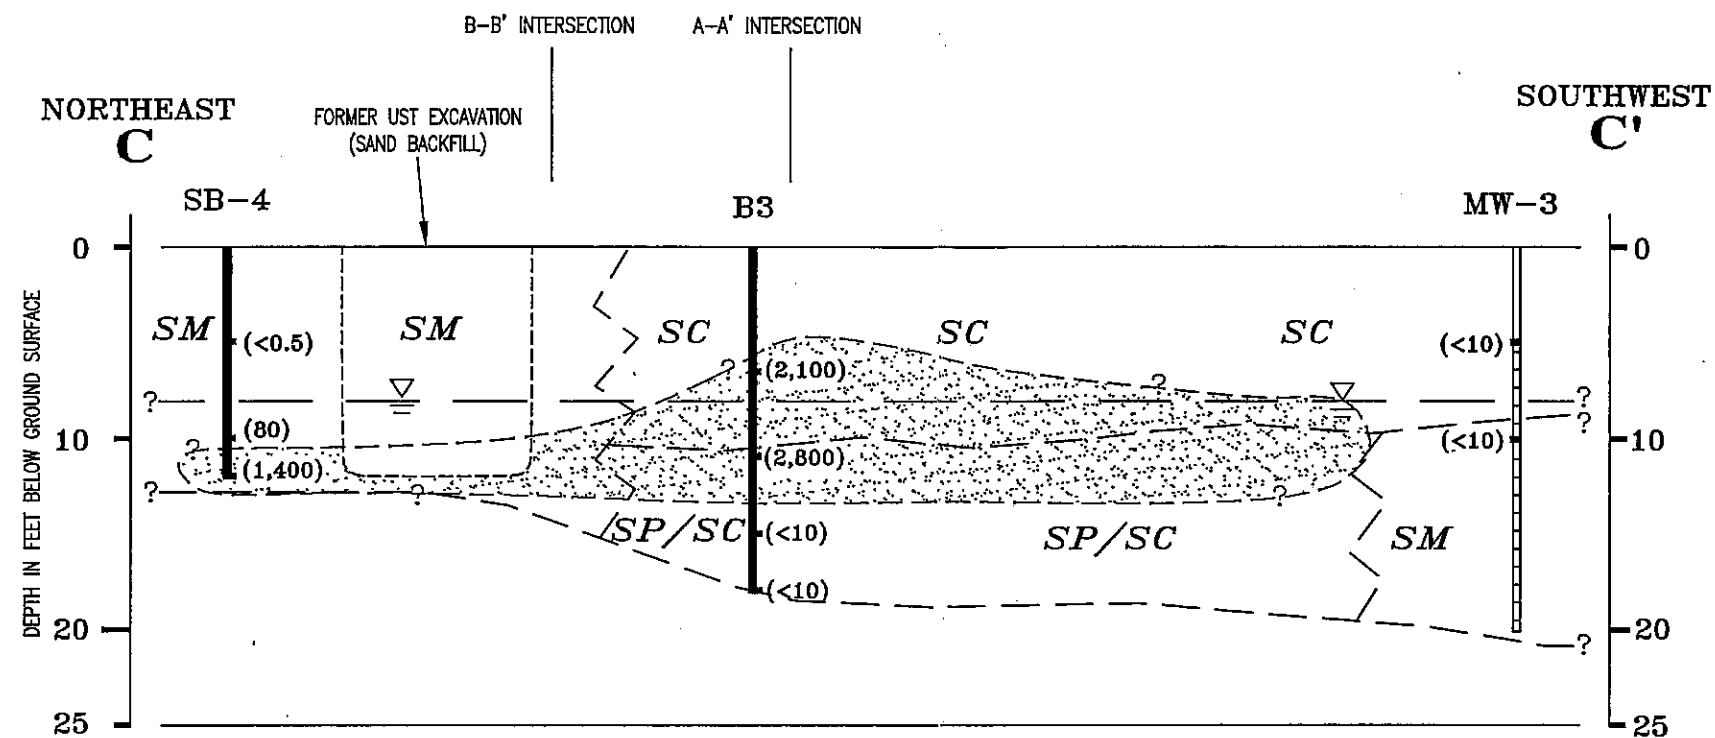 B-B' INTERSECTION
A-A' INTERSECTION
NORTHEAST
C
FORMER UST EXCAVATION
(SAND BACKFILL)
SOUTHWEST
C'
SB-4
B3
MW-3
0
0
DEPTH IN FEET BELOW GROUND SURFACE
SM
(<0.5)
SM
SC
SC
SC
(<10)
?
(2,100)
?
?
?
?
(80)
?
10
(2,800)
(<10)
10
(1,400)
?
?
?
SP/SC
(<10)
SP/SC
SM
(<10)
20
20
?
25
25